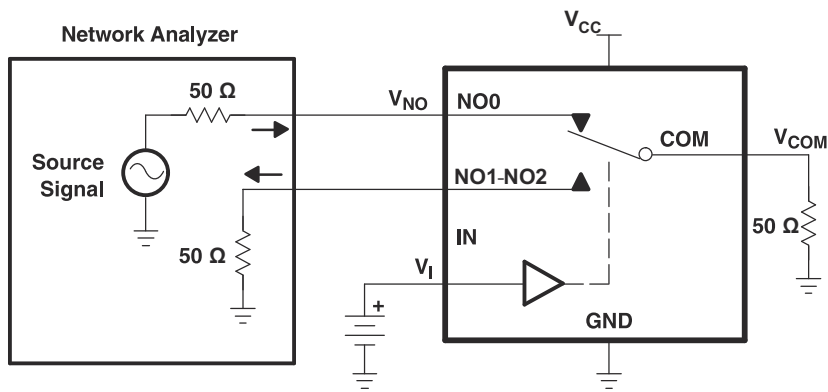 Network Analyzer
V_CC
50 Ω
V_NO
NO0
COM
V_COM
Source
Signal
NO1-NO2
50 Ω
50 Ω
IN
V_I
+
GND